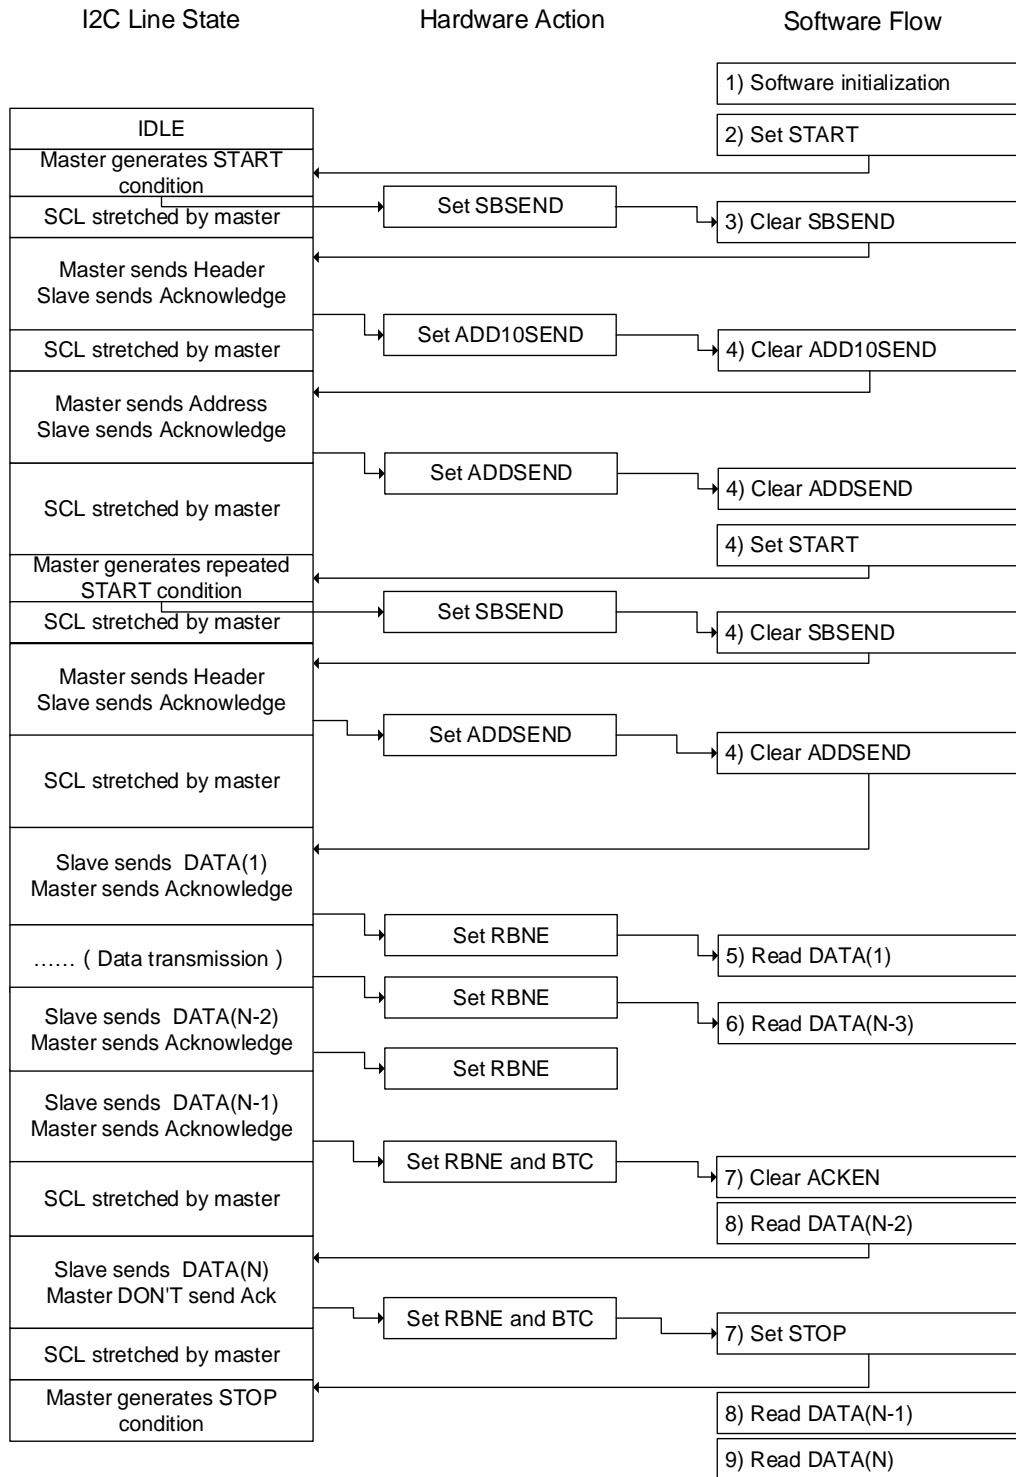 I2C Line State
Hardware Action
Software Flow
1) Software initialization
IDLE
2) Set START
Master generates START
condition
Set SBSEND
SCL stretched by master
3) Clear SBSEND
Master sends Header
Slave sends Acknowledge
Set ADD10SEND
SCL stretched by master
4) Clear ADD10SEND
Master sends Address
Slave sends Acknowledge
Set ADDSEND
4) Clear ADDSEND
SCL stretched by master
4) Set START
Master generates repeated
START condition
Set SBSEND
SCL stretched by master
4) Clear SBSEND
Master sends Header
Slave sends Acknowledge
Set ADDSEND
4) Clear ADDSEND
SCL stretched by master
Slave sends DATA(1)
Master sends Acknowledge
Set RBNE
5) Read DATA(1)
...... ( Data transmission )
Set RBNE
6) Read DATA(N-3)
Slave sends DATA(N-2)
Master sends Acknowledge
Set RBNE
Slave sends DATA(N-1)
Master sends Acknowledge
Set RBNE and BTC
7) Clear ACKEN
SCL stretched by master
8) Read DATA(N-2)
Slave sends DATA(N)
Master DON'T send Ack
Set RBNE and BTC
7) Set STOP
SCL stretched by master
Master generates STOP
condition
8) Read DATA(N-1)
9) Read DATA(N)